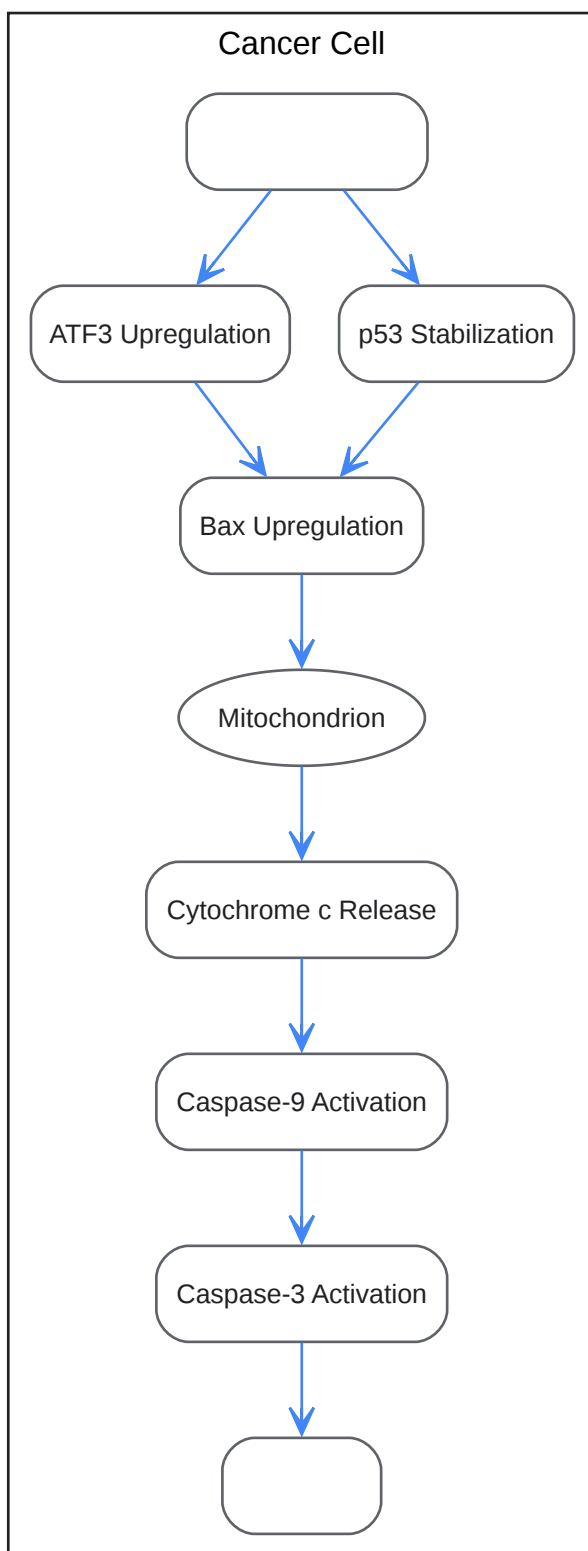 Cancer Cell
ATF3 Upregulation
p53 Stabilization
Bax Upregulation
Mitochondrion
Cytochrome c Release
Caspase-9 Activation
Caspase-3 Activation